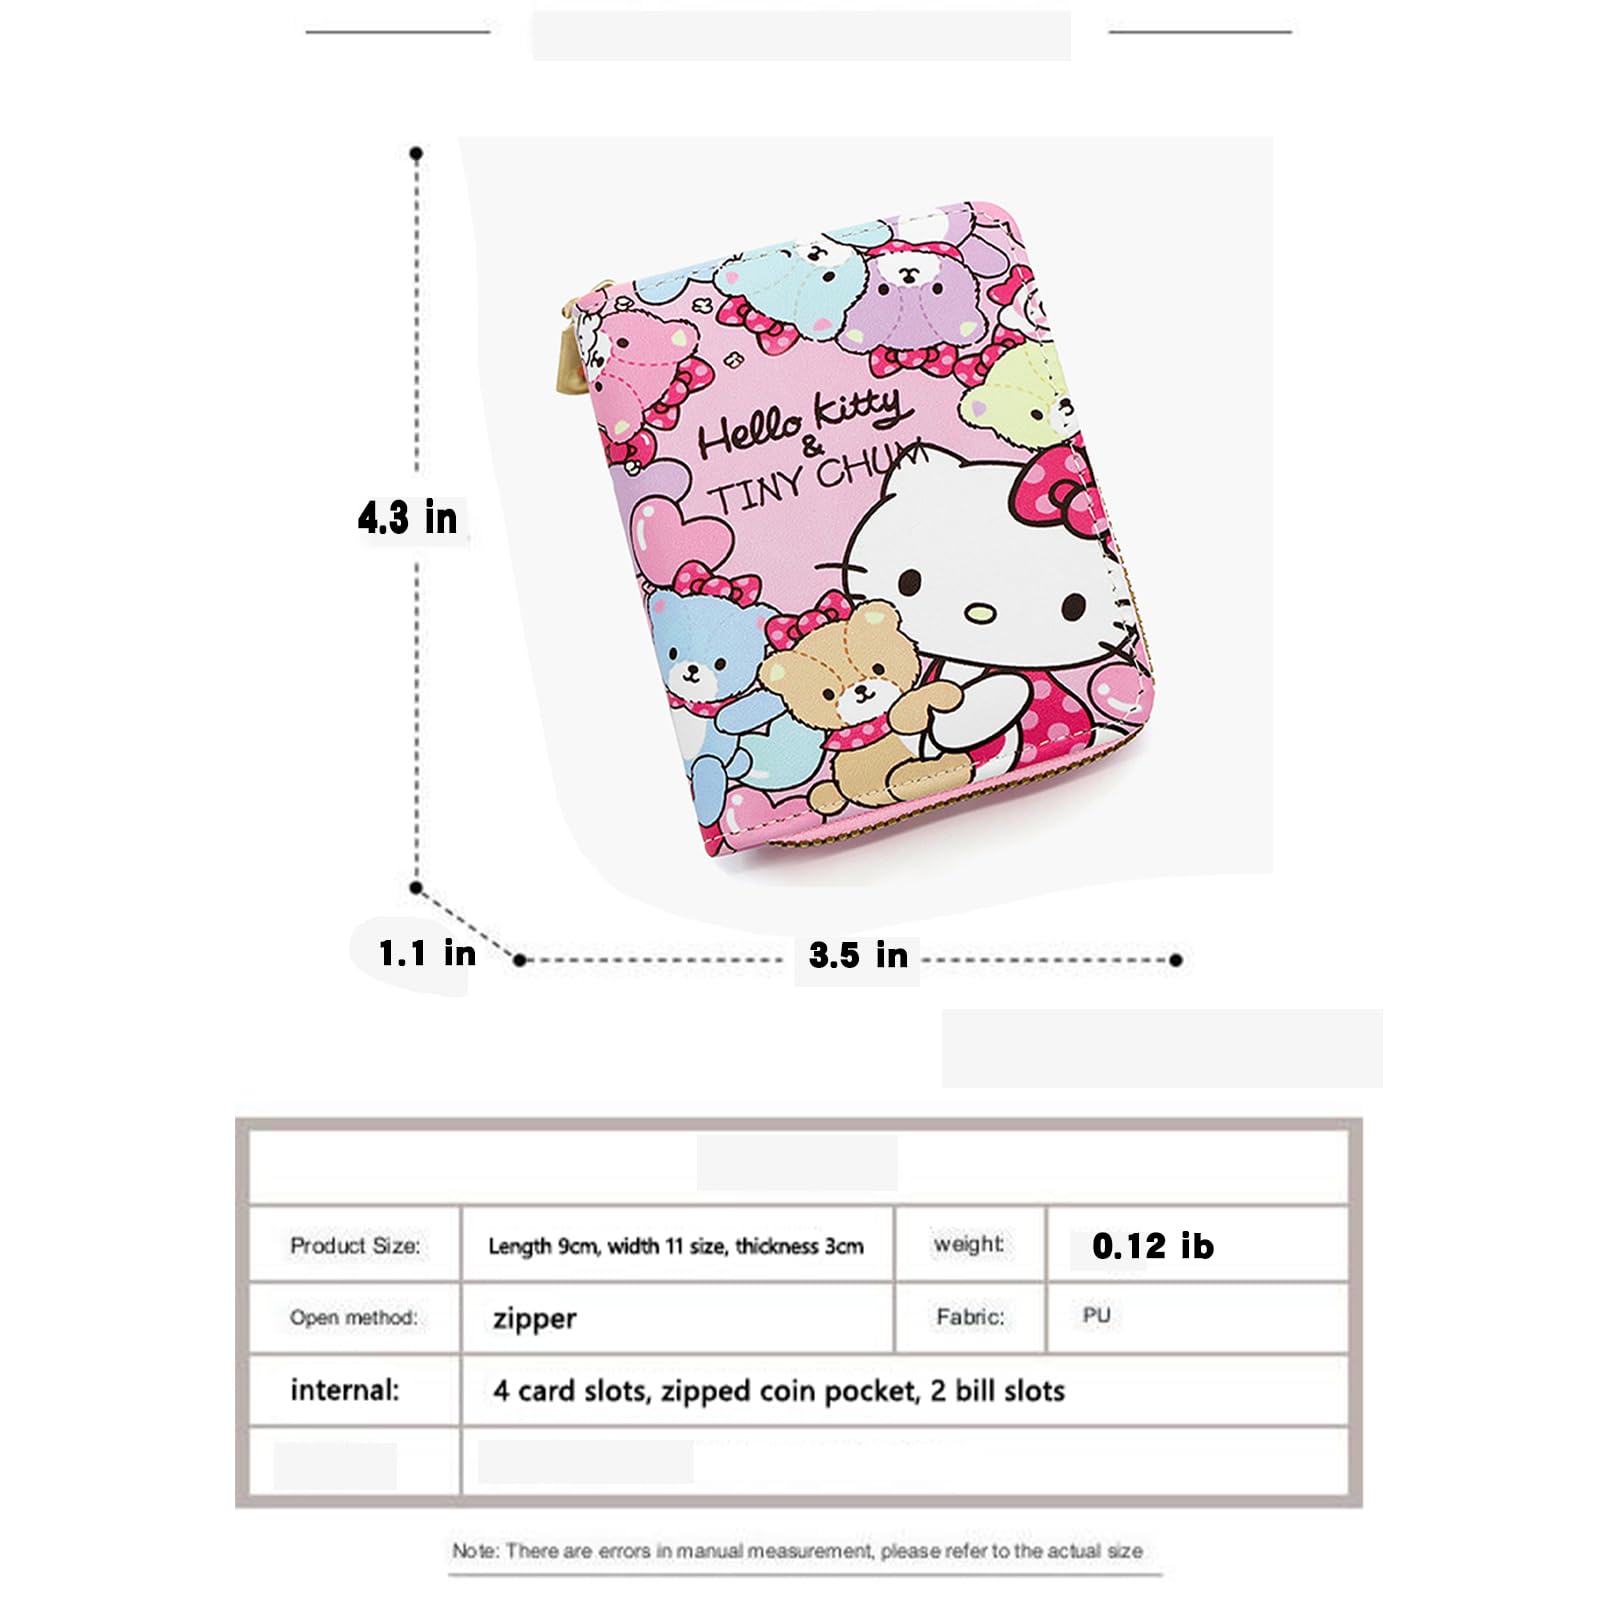 Hello Kitty
&
TINY CHUM
4.3 in
1.1 in
3.5 in
Product Size: Length 9cm, width 11 size, thickness 3cm weight: 0.12 ib
Open method: zipper Fabric: PU
internal: 4 card slots, zipped coin pocket, 2 bill slots
Note: There are errors in manual measurement, please refer to the actual size